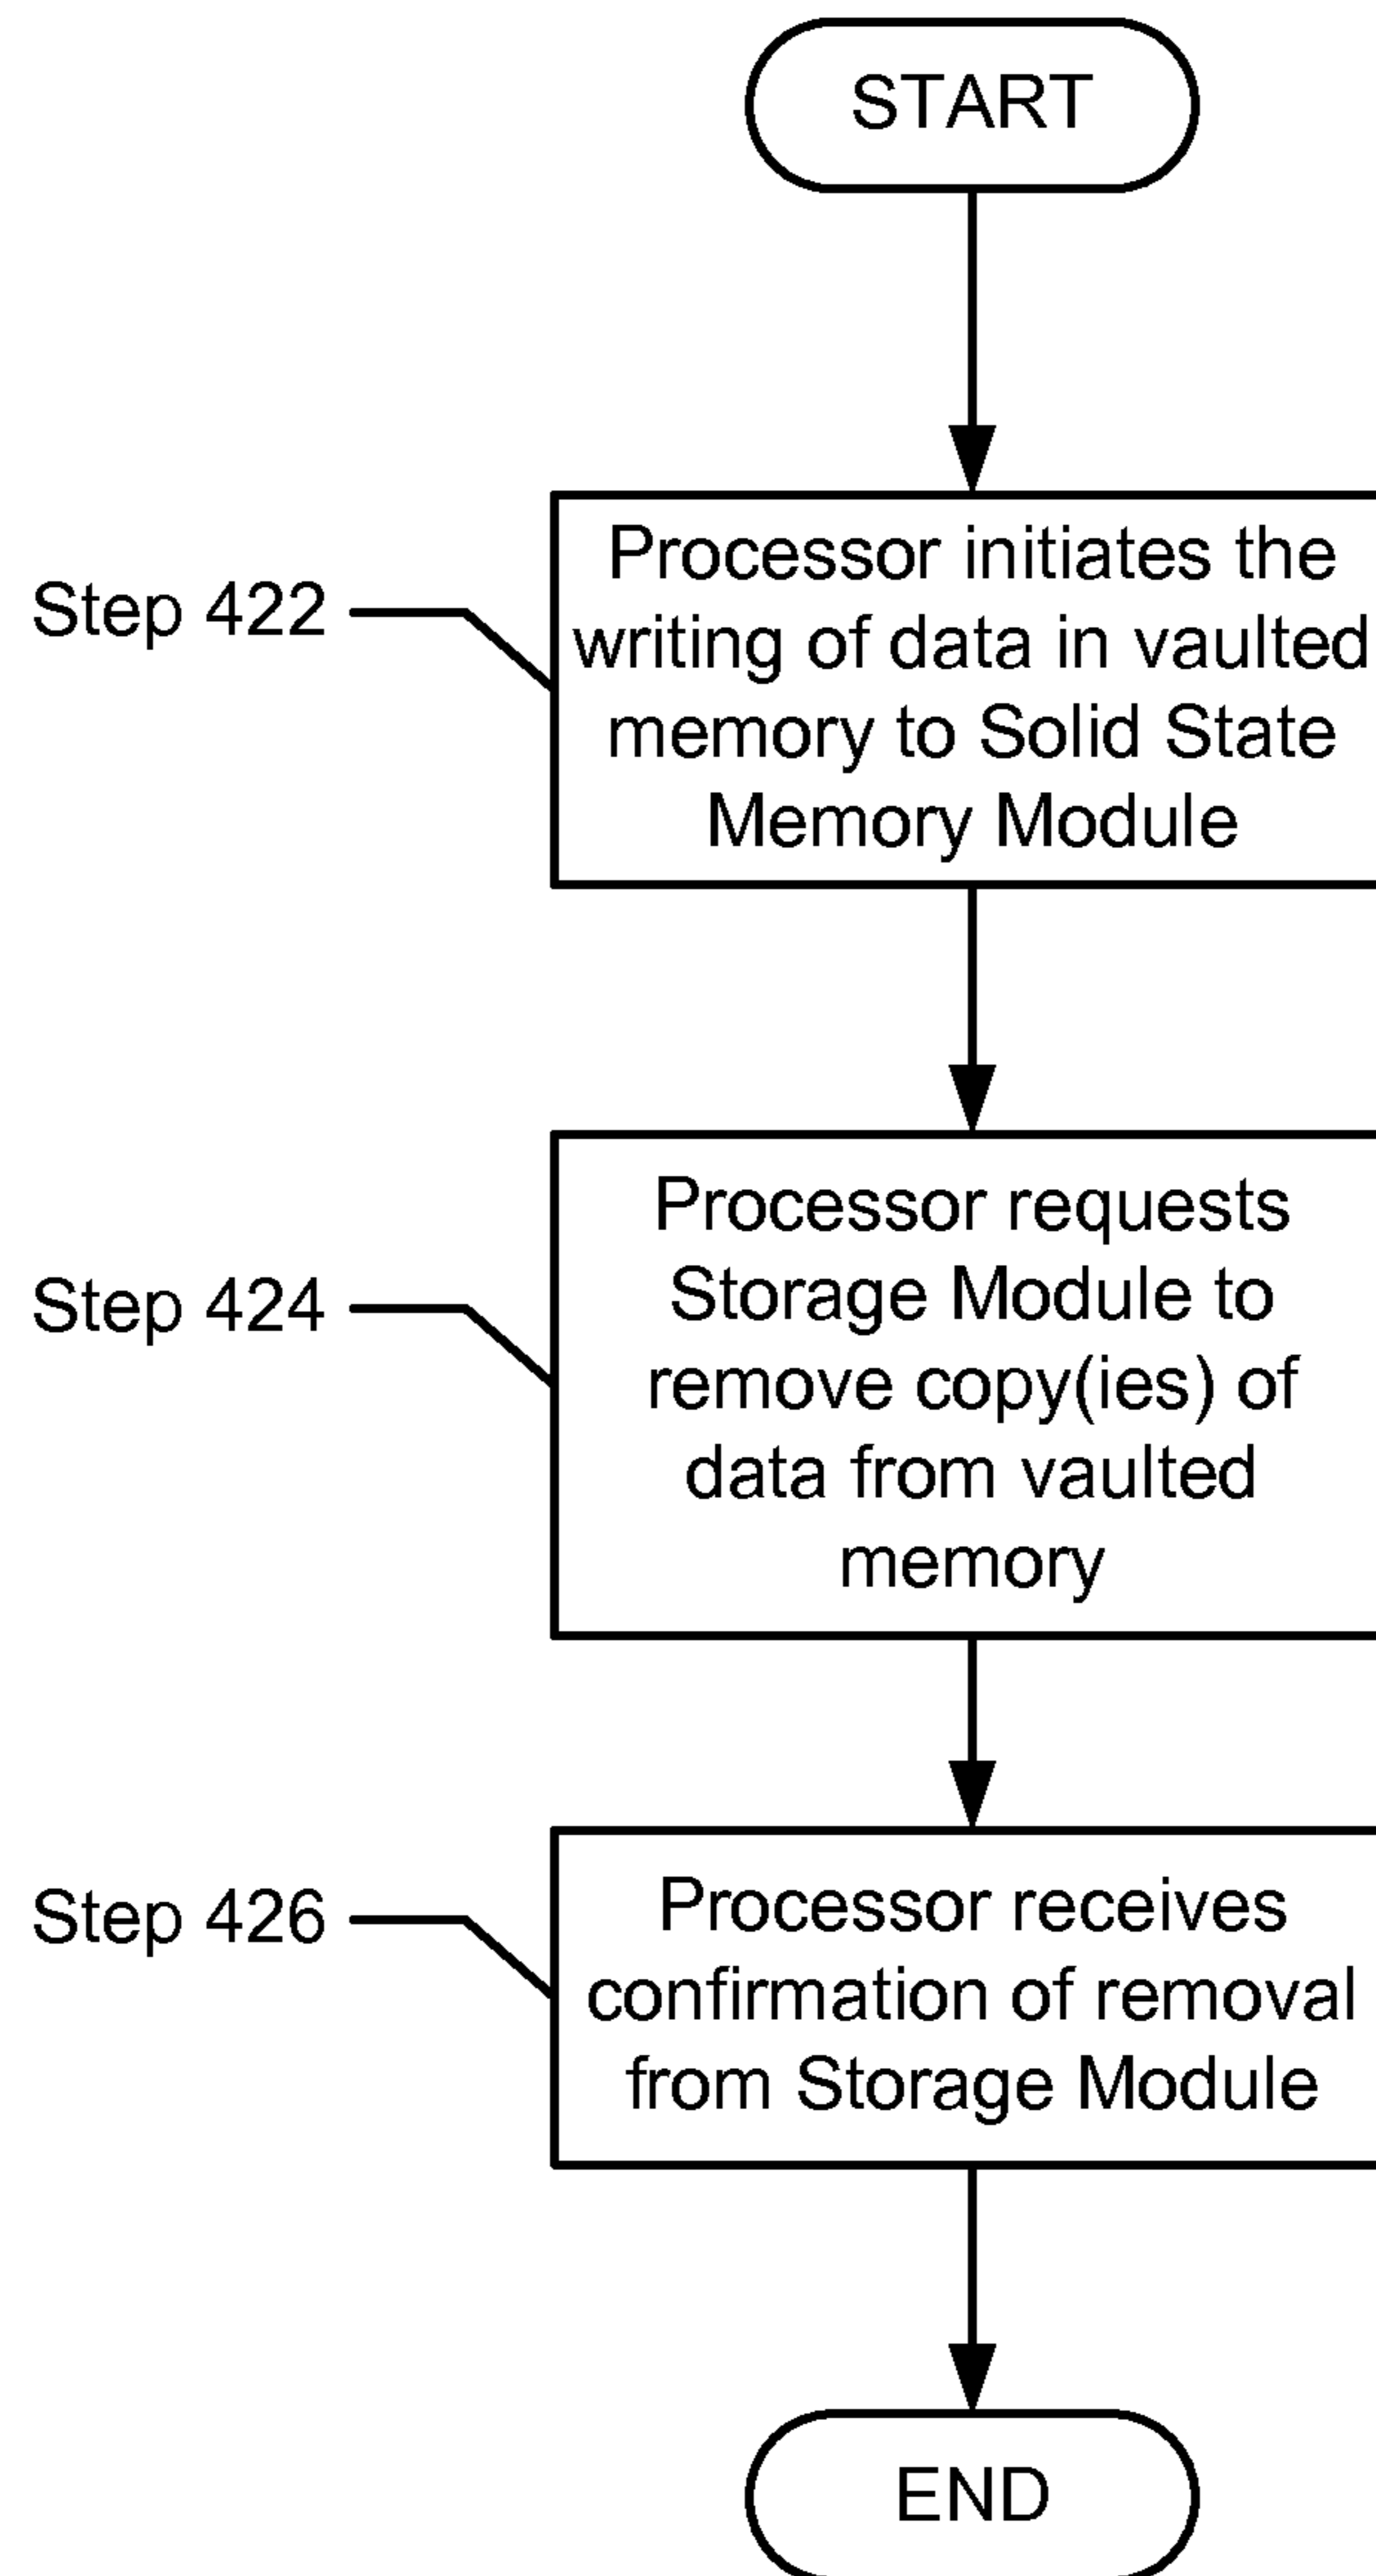 START
Step 422
Processor initiates the
writing of data in vaulted
memory to Solid State
Memory Module
Step 424
Processor requests
Storage Module to
remove copy(ies) of
data from vaulted
memory
Step 426
Processor receives
confirmation of removal
from Storage Module
END